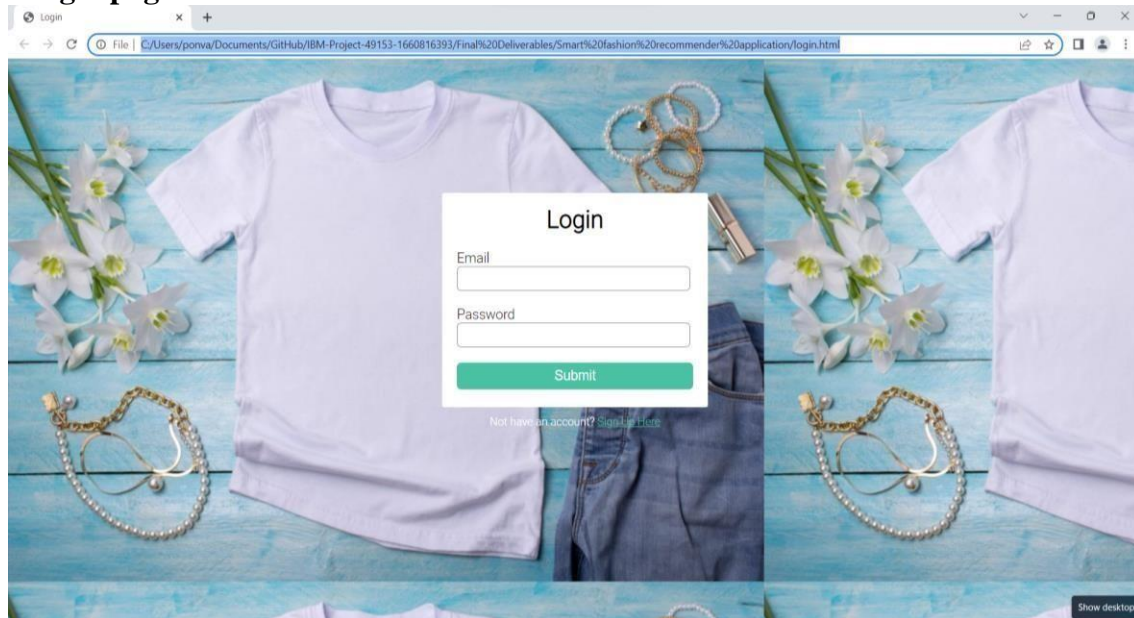 Login
File | C:/Users/ponva/Documents/GitHub/IBM-Project-49153-1660816393/Final%20Deliverables/Smart%20fashion%20recommender%20application/login.html
Login
Email
Password
Submit
Not have an account? Sign Up Here
Show desktop